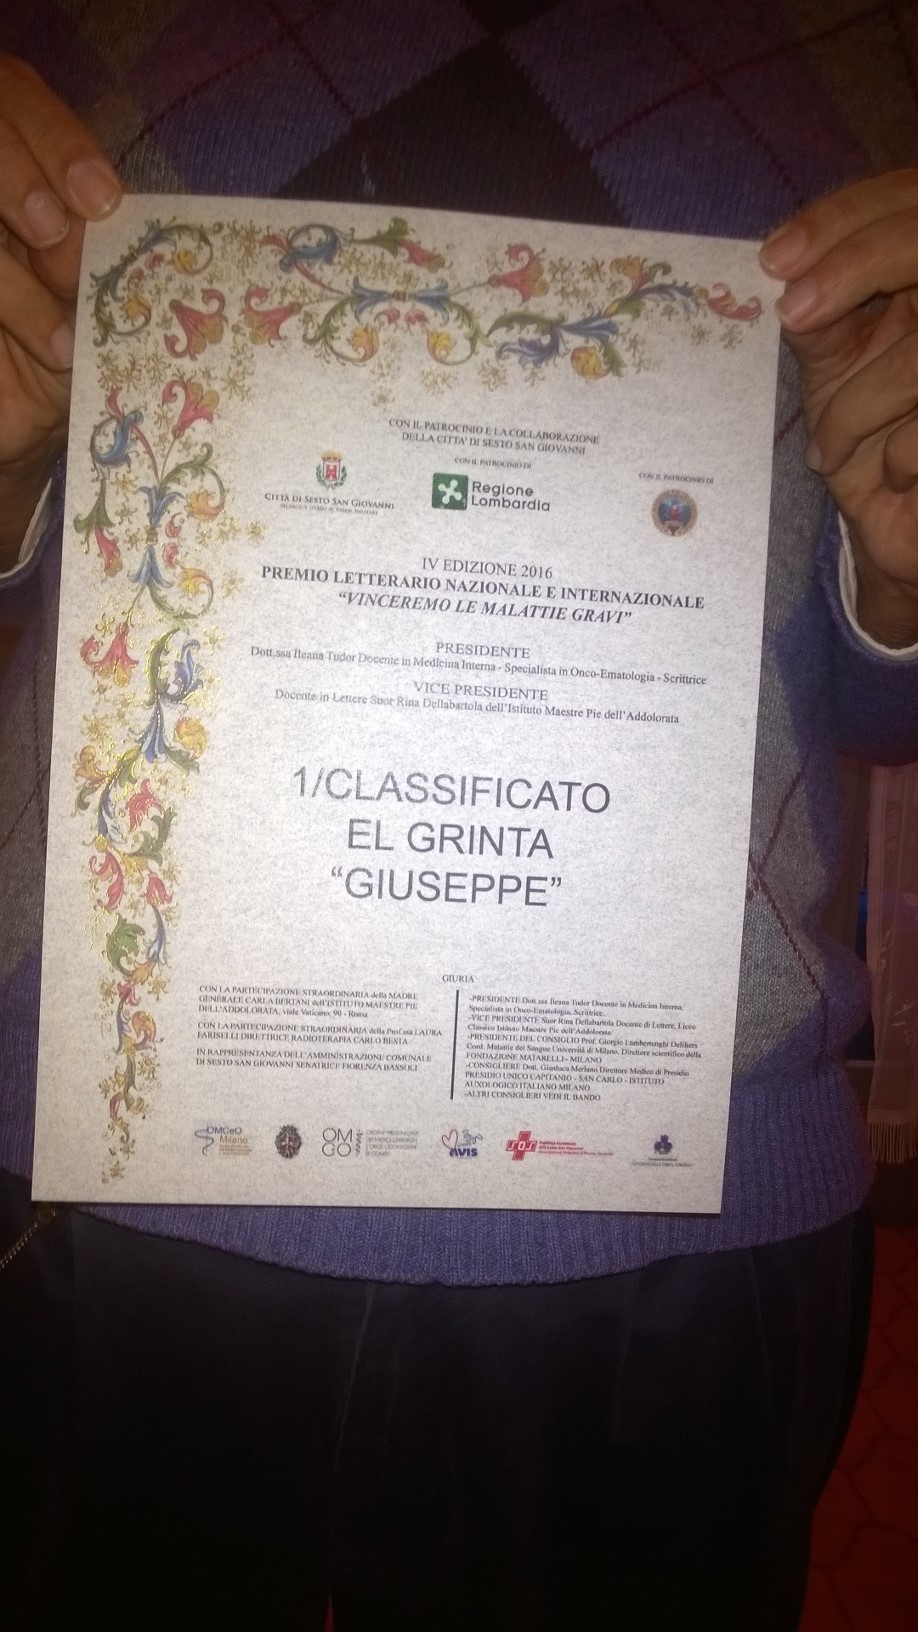 CON IL PATROCINIO E LA COLLABORAZIONE
DELLA CITTA' DI SESTO SAN GIOVANNI
CON IL PATROCINIO DI
CON IL PATROCINIO DI
CITTÀ DI SESTO SAN GIOVANNI
Regione
Lombardia
IV EDIZIONE 2016
PREMIO LETTERARIO NAZIONALE E INTERNAZIONALE
“VINCEREMO LE MALATTIE GRAVI”
PRESIDENTE
Dott.ssa Ileana Tudor Docente in Medicina Interna - Specialista in Onco-Ematologia - Scrittrice
VICE PRESIDENTE
Docente in Lettere Suor Rina Dellabartola dell'Istituto Maestre Pie dell'Addolorata
1/CLASSIFICATO
EL GRINTA
“GIUSEPPE”
GIURIA
CON LA PARTECIPAZIONE STRAORDINARIA della MADRE
GENERALE CARLA BERTANI dell'ISTITUTO MAESTRE PIE
DELL'ADDOLORATA, viale Vaticano, 90 - Roma
CON LA PARTECIPAZIONE STRAORDINARIA della Prof.ssa LAURA
FARISELLI DIRETTRICE RADIOTERAPIA CARLO BESTA
IN RAPPRESENTANZA DELL'AMMINISTRAZIONE COMUNALE
DI SESTO SAN GIOVANNI SENATRICE FIORENZA BASSOLI
-PRESIDENTE Dott.ssa Ileana Tudor Docente in Medicina Interna,
Specialista in Onco-Ematologia, Scrittrice.
-VICE PRESIDENTE Suor Rina Dellabartola Docente di Lettere, Liceo
Classico Istituto Maestre Pie dell'Addolorata.
-PRESIDENTE DEL CONSIGLIO Prof. Giorgio Lambertenghi Deliliers
Cord. Malattie del Sangue Università di Milano, Direttore scientifico della
FONDAZIONE MATARELLI- MILANO
-CONSIGLIERE Dott. Gianluca Merlano Direttore Medico di Presidio
PRESIDIO UNICO CAPITANIO - SAN CARLO - ISTITUTO
AUXOLOGICO ITALIANO MILANO
-ALTRI CONSIGLIERI VEDI IL BANDO
OMCeO
Milano
OM
GO
AVIS
SOS